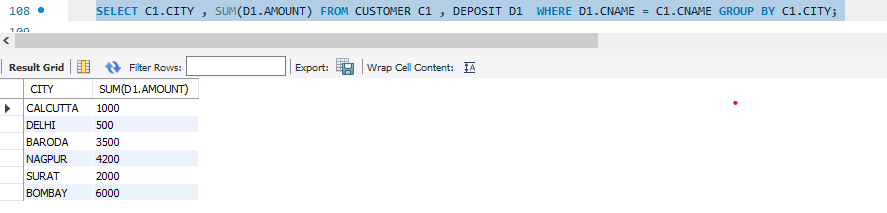 108 SELECT C1.CITY , SUM(D1.AMOUNT) FROM CUSTOMER C1 , DEPOSIT D1  WHERE D1.CNAME = C1.CNAME GROUP BY C1.CITY;
109
Result Grid Filter Rows: Export: Wrap Cell Content: IA
CITY SUM(D1.AMOUNT)
CALCUTTA 1000
DELHI 500
BARODA 3500
NAGPUR 4200
SURAT 2000
BOMBAY 6000